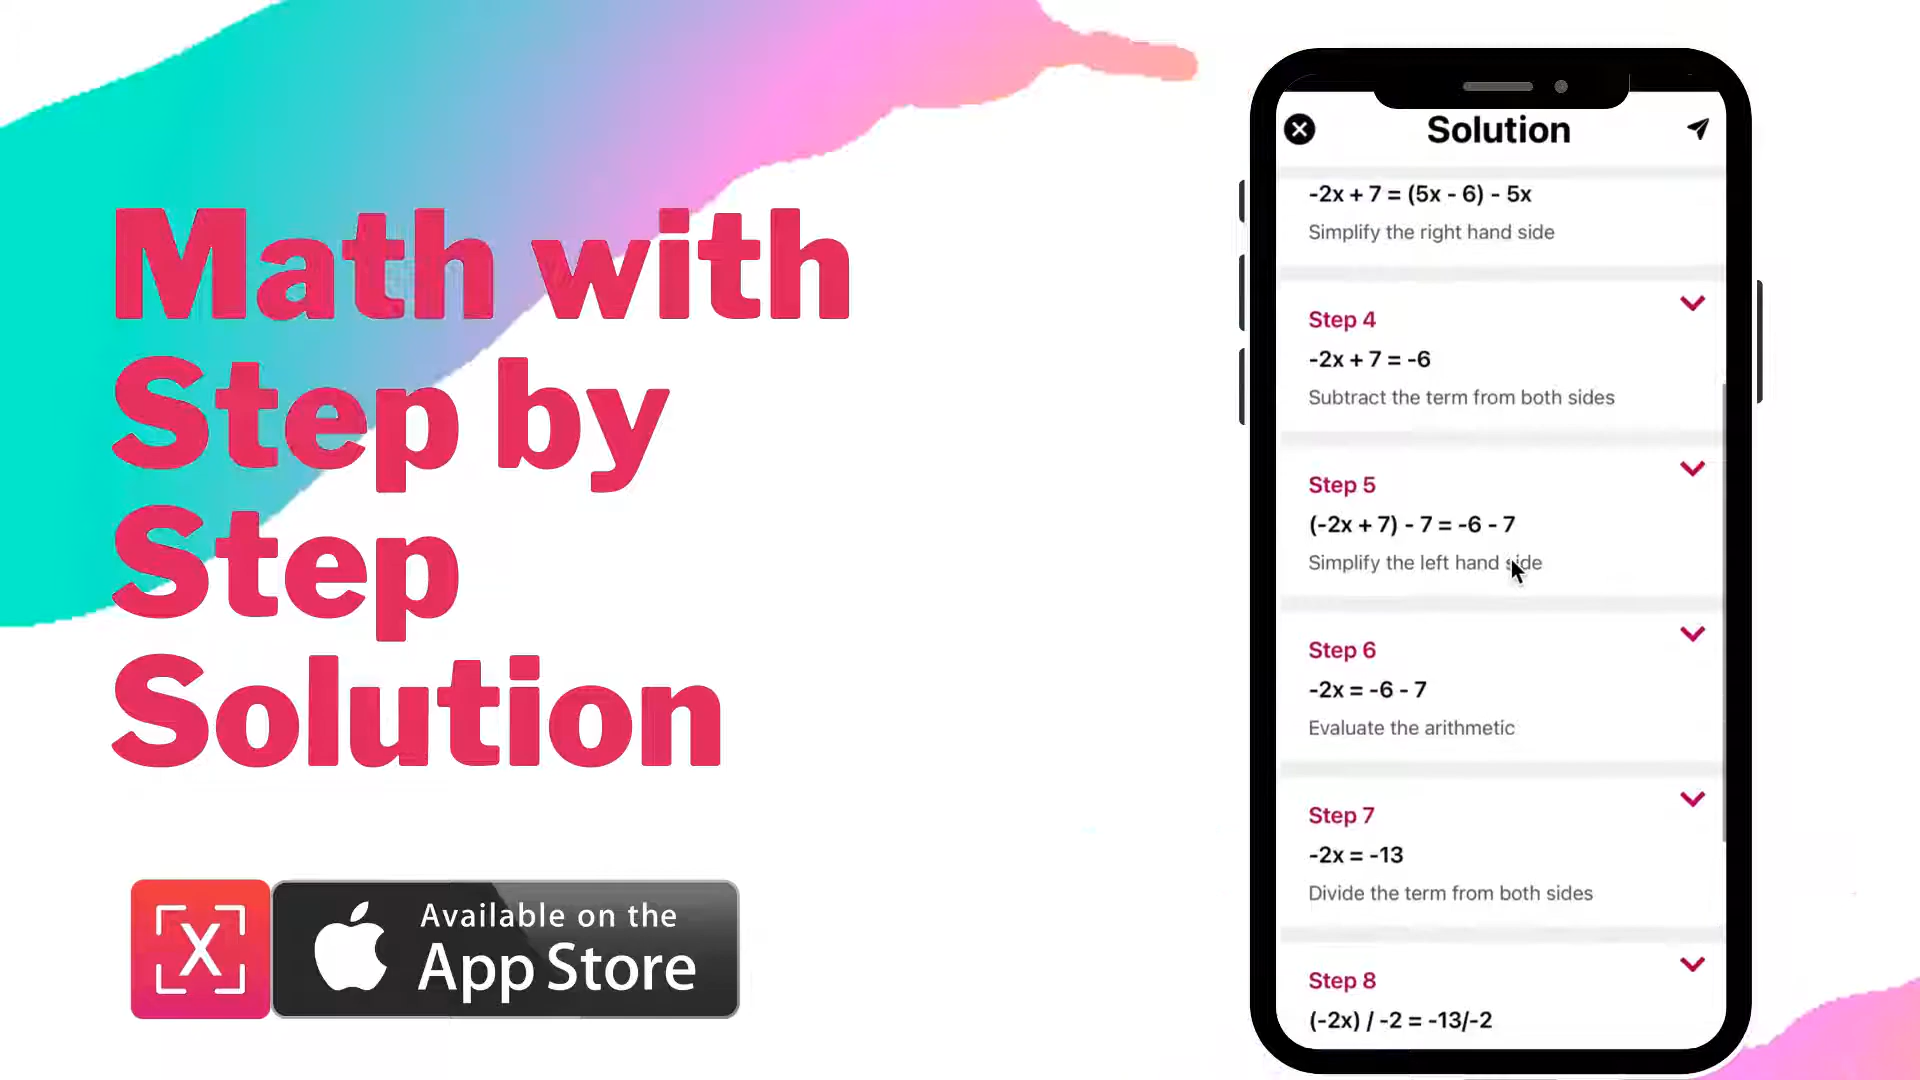 Math with
Step by
Step
Solution
X
Available on the
App Store
Solution
-2x + 7 = (5x - 6) - 5x
Simplify the right hand side
Step 4
-2x + 7 = -6
Subtract the term from both sides
Step 5
(-2x + 7) - 7 = -6 - 7
Simplify the left hand side
Step 6
-2x = -6 - 7
Evaluate the arithmetic
Step 7
-2x = -13
Divide the term from both sides
Step 8
(-2x) / -2 = -13/-2